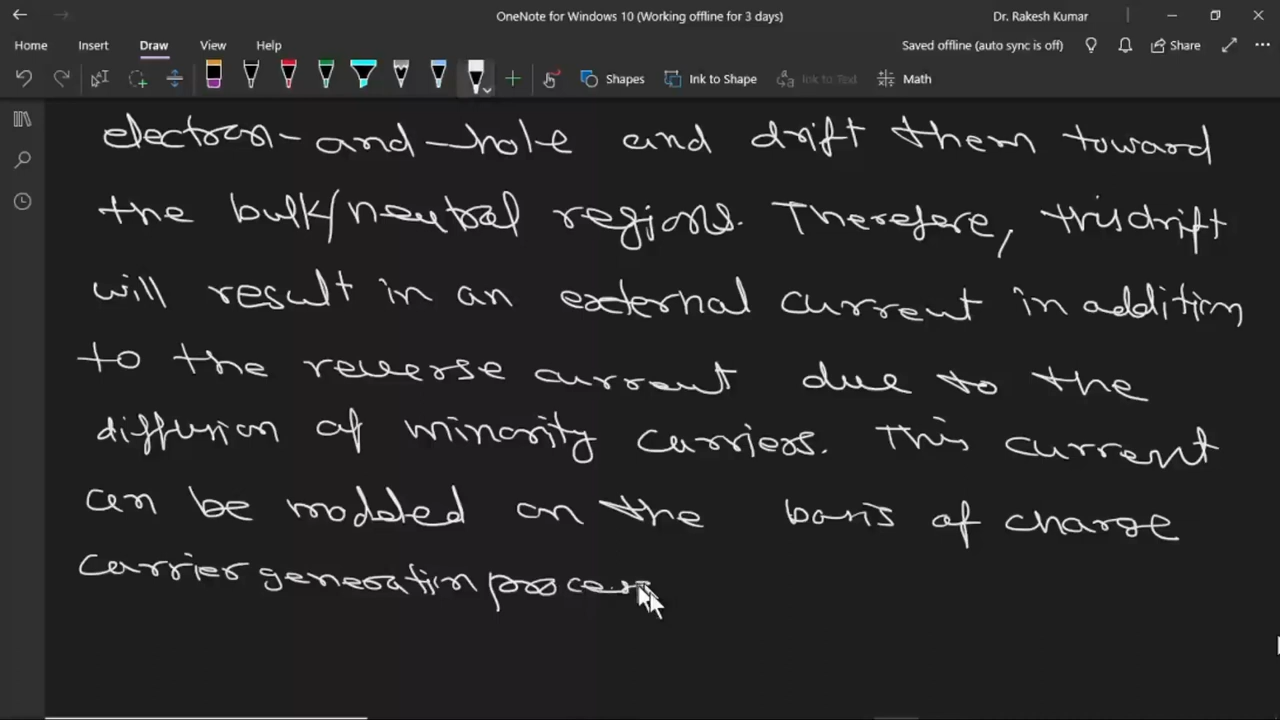 OneNote for Windows 10 (Working offline for 3 days) Dr. Rakesh Kumar
Home Insert Draw View Help Saved offline (auto sync is off) Share
Shapes Ink to Shape Ink to Text Math
electron-and-hole and drift them toward
the bulk/neutral regions. Therefore, this drift
will result in an external current in addition
to the reverse current due to the
diffusion of minority carriers. This current
can be modeled on the basis of charge
carrier generation process